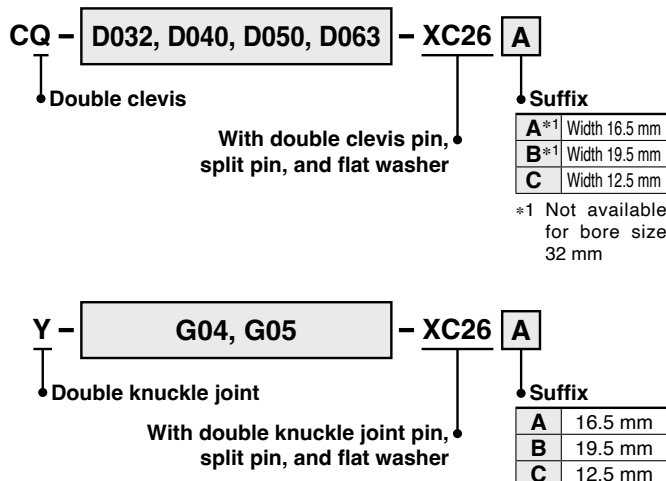 CQ – D032, D040, D050, D063 – XC26 A
Double clevis
With double clevis pin,
split pin, and flat washer
Suffix
A*1 Width 16.5 mm
B*1 Width 19.5 mm
C Width 12.5 mm
*1 Not available
for bore size
32 mm
Y – G04, G05 – XC26 A
Double knuckle joint
With double knuckle joint pin,
split pin, and flat washer
Suffix
A 16.5 mm
B 19.5 mm
C 12.5 mm